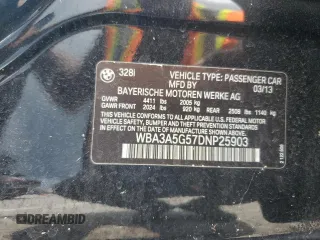 328i
VEHICLE TYPE: PASSENGER CAR
MFD BY 03/13
BAYERISCHE MOTOREN WERKE AG
GVWR 4411 lbs 2005 kg
GAWR FRONT 2024 lbs 920 kg REAR 2508 lbs 1140 kg
THIS VEHICLE CONFORMS TO ALL APPLICABLE U.S. FEDERAL MOTOR
VEHICLE SAFETY, BUMPER, AND THEFT PREVENTION STANDARDS IN
EFFECT ON THE DATE OF MANUFACTURE SHOWN ABOVE.
WBA3A5G57DNP25903
DREAMBID